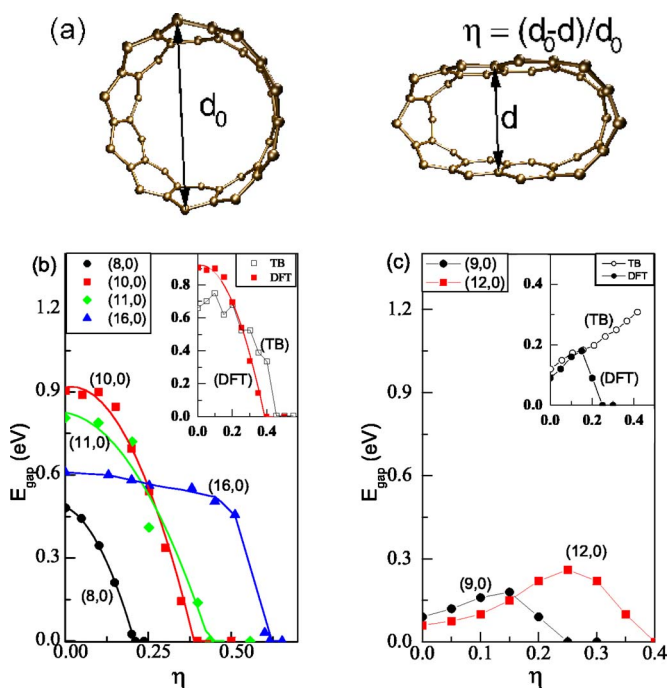 (a)
η = (d₀-d)/d₀
d₀
d
(b)
(8,0)
(10,0)
(11,0)
(16,0)
TB
DFT
0.8
0.6
0.4
0.2
0.0
0.0 0.2 0.4
(TB)
(DFT)
1.2
0.9
0.6
0.3
0.0
E_gap (eV)
(10,0)
(11,0)
(16,0)
(8,0)
0.00 0.25 0.50
η
(c)
(9,0)
(12,0)
TB
DFT
0.4
0.2
0.0
0.0 0.2 0.4
(TB)
(DFT)
1.2
0.9
0.6
0.3
0.0
E_gap (eV)
(9,0)
(12,0)
0.0 0.1 0.2 0.3 0.4
η